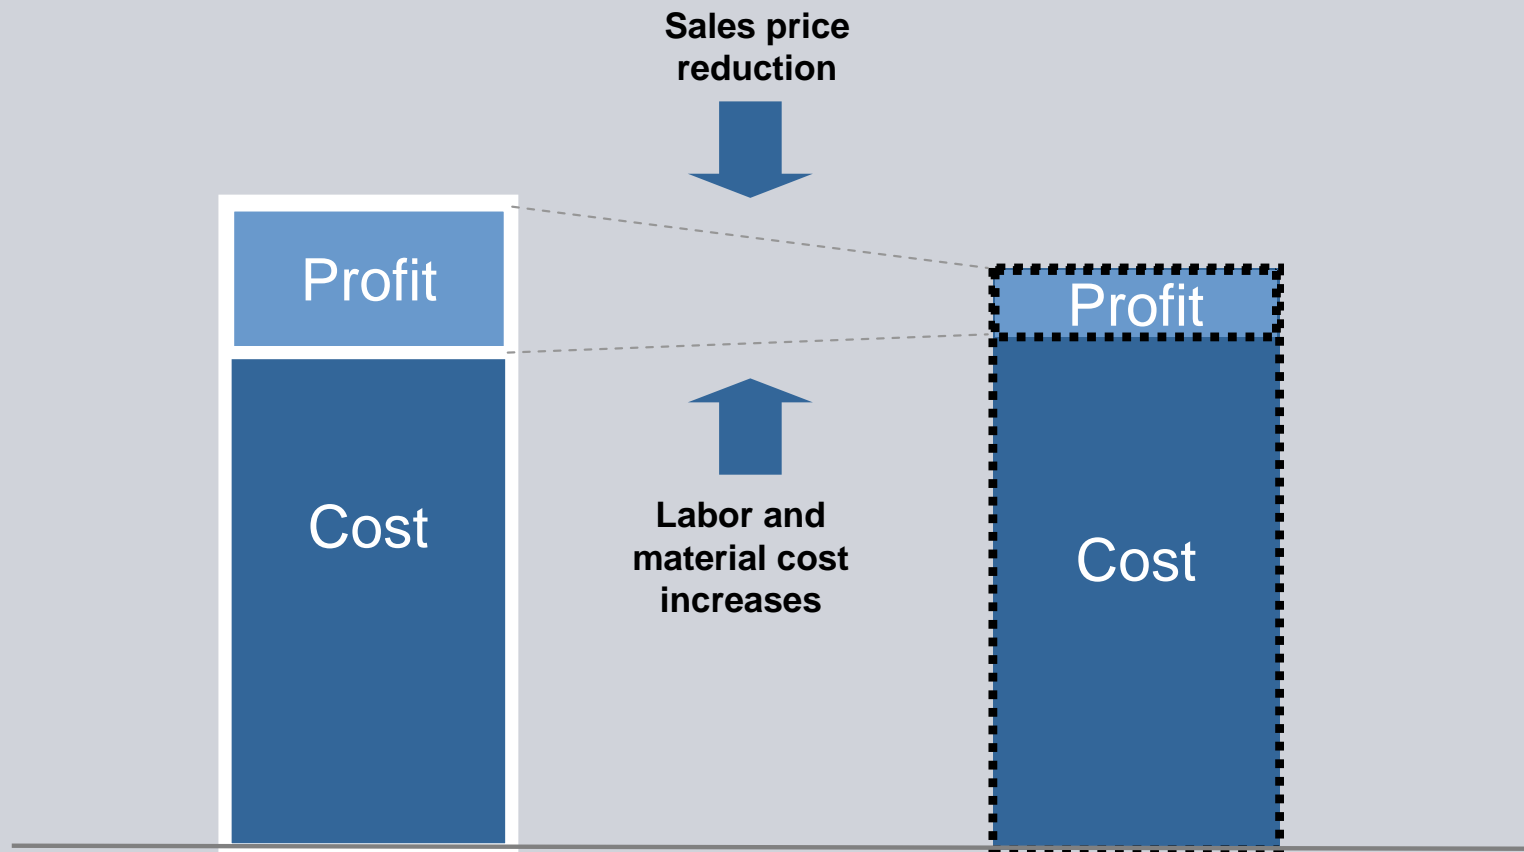 Sales price
reduction
Profit
Profit
Cost
Labor and
material cost
increases
Cost